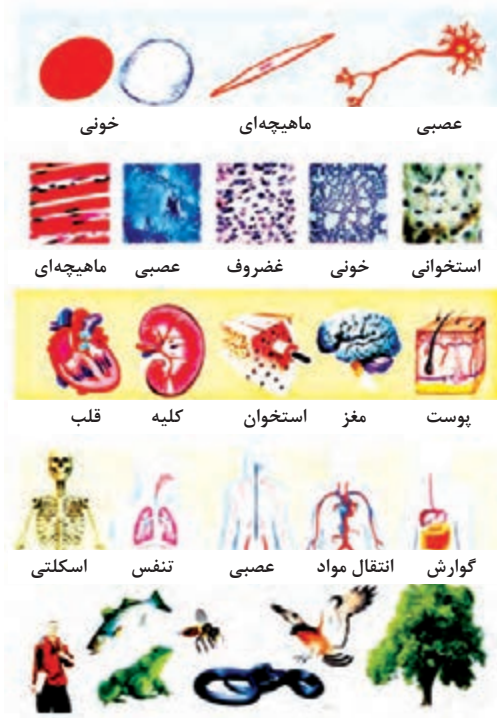 عصبی ماهیچه‌ای خونی
استخوانی خونی غضروف عصبی ماهیچه‌ای
پوست مغز استخوان کلیه قلب
گوارش انتقال مواد عصبی تنفس اسکلتی